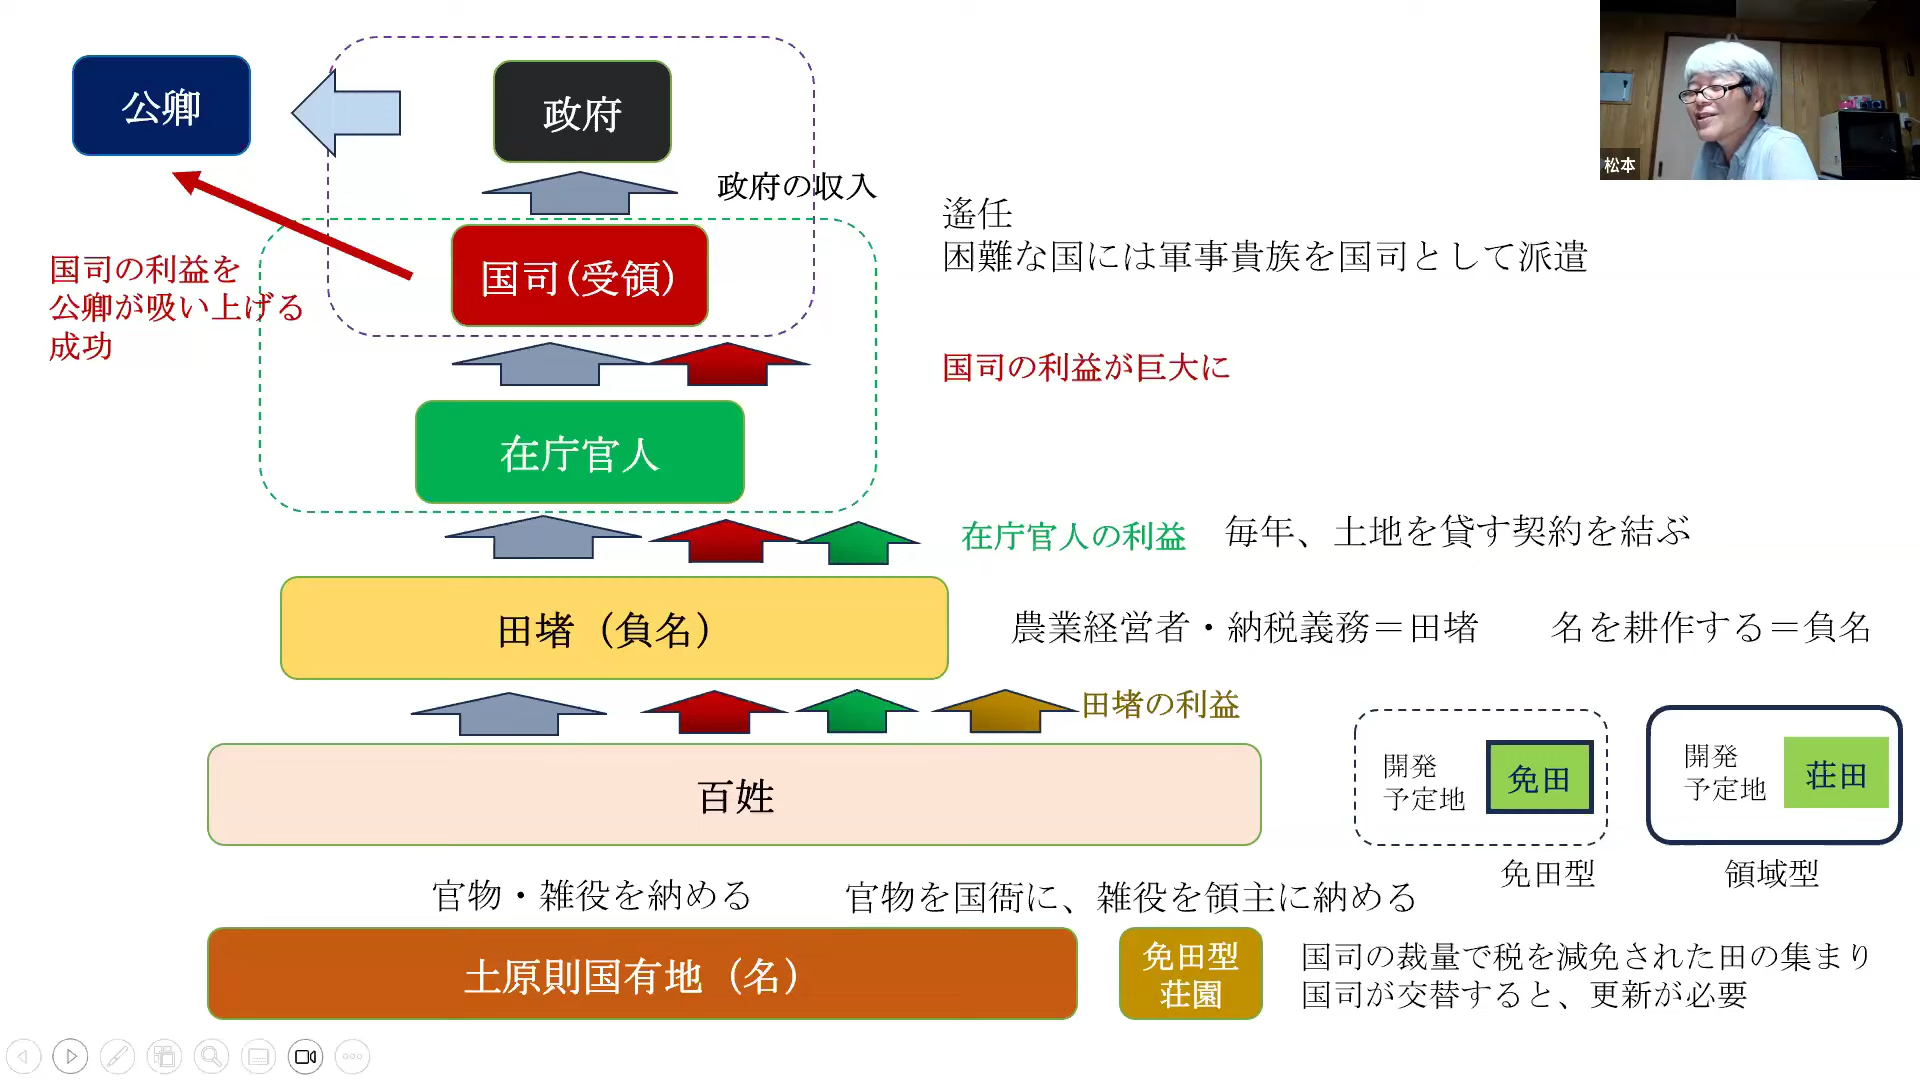 公卿
政府
松本
政府の収入
遙任
困難な国には軍事貴族を国司として派遣
国司の利益を
公卿が吸い上げる
成功
国司(受領)
国司の利益が巨大に
在庁官人
在庁官人の利益
毎年、土地を貸す契約を結ぶ
田堵（負名）
農業経営者・納税義務＝田堵
名を耕作する＝負名
田堵の利益
百姓
開発
予定地
免田
開発
予定地
荘田
免田型
領域型
官物・雑役を納める
官物を国衙に、雑役を領主に納める
土原則国有地（名）
免田型
荘園
国司の裁量で税を減免された田の集まり
国司が交替すると、更新が必要